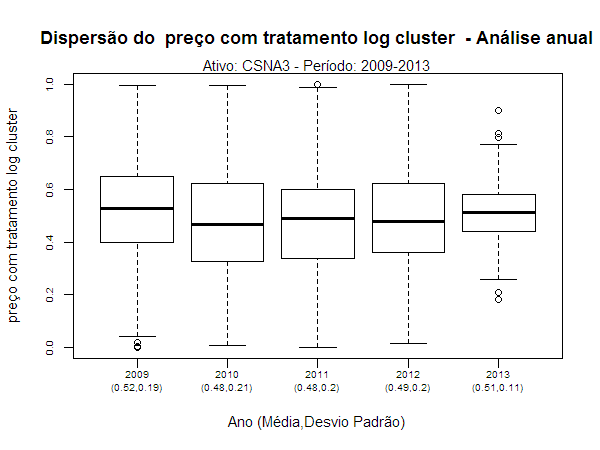 Dispersão do  preço com tratamento log cluster  - Análise anual
Ativo: CSNA3 - Período: 2009-2013
preço com tratamento log cluster
1.0
0.8
0.6
0.4
0.2
0.0
2009 2010 2011 2012 2013
(0.52,0.19) (0.48,0.21) (0.48,0.2) (0.49,0.2) (0.51,0.11)
Ano (Média,Desvio Padrão)